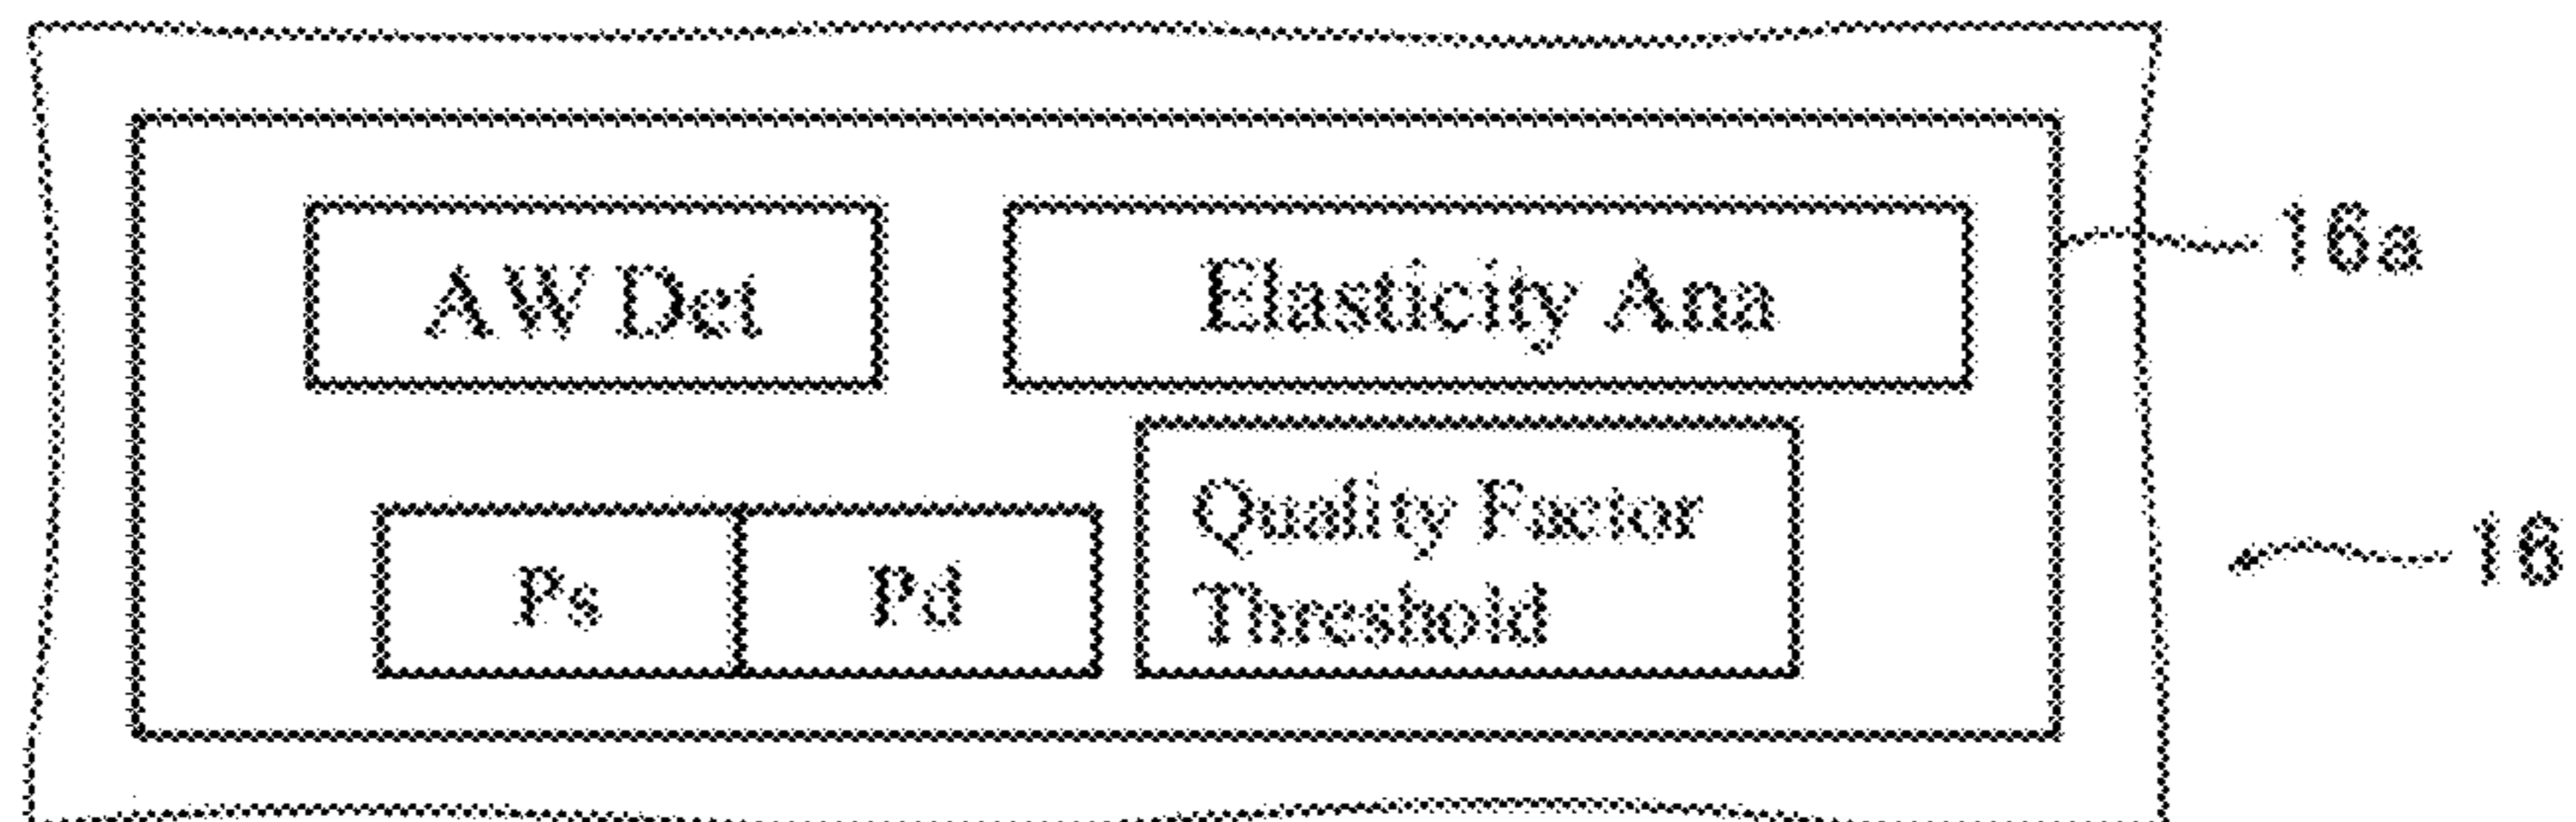 AW Det
Elasticity Ana
16a
Quality Factor
Threshold
Ps
Pd
16